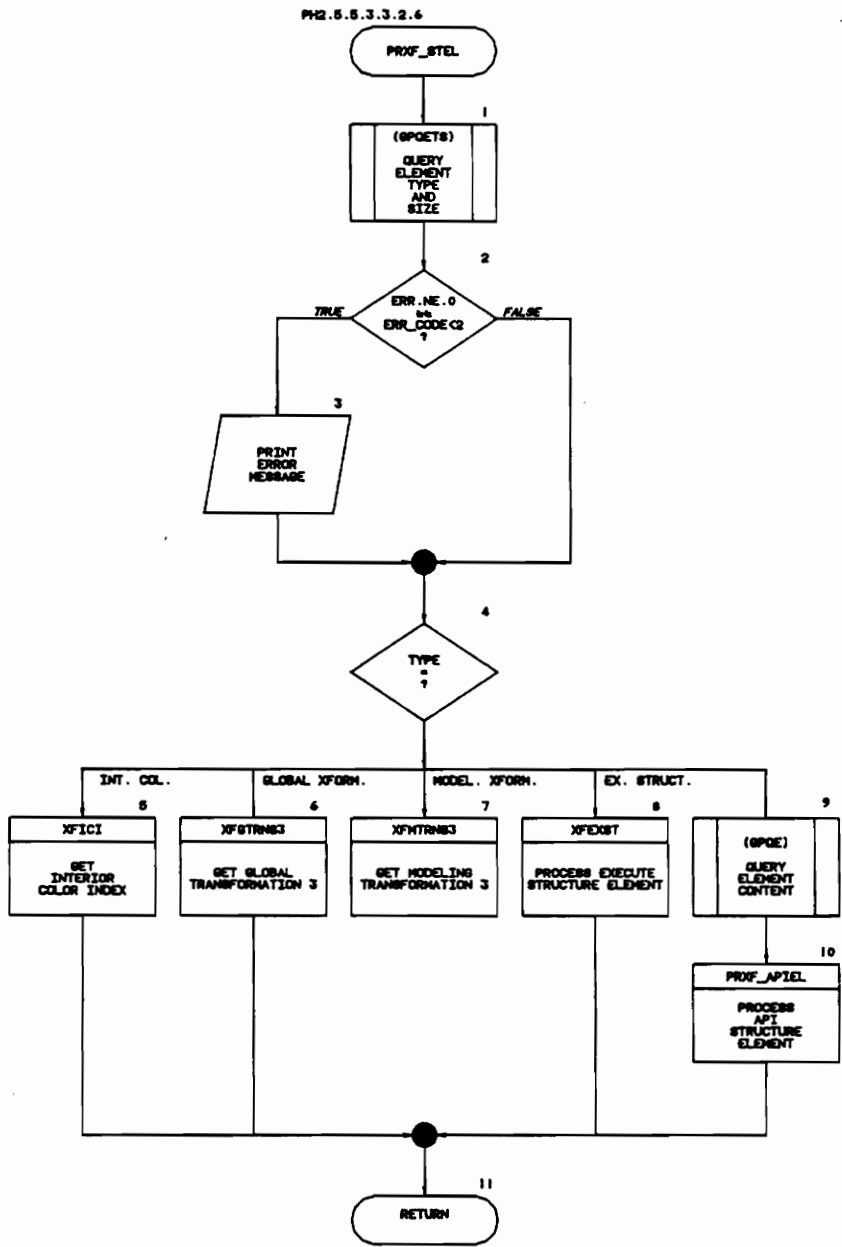 PH2.5.5.3.3.2.6
PRXF_STEL
1
(GPQETS)
QUERY
ELEMENT
TYPE
AND
SIZE
2
ERR.NE.0
&&
ERR_CODE<2
?
TRUE
FALSE
3
PRINT
ERROR
MESSAGE
4
TYPE
=
?
INT. COL.
GLOBAL XFORM.
MODEL. XFORM.
EX. STRUCT.
5
6
7
8
9
XFICI
GET
INTERIOR
COLOR INDEX
XFGTRNS3
GET GLOBAL
TRANSFORMATION 3
XFMTRNS3
GET MODELING
TRANSFORMATION 3
XFEXST
PROCESS EXECUTE
STRUCTURE ELEMENT
(GPQE)
QUERY
ELEMENT
CONTENT
10
PRXF_APIEL
PROCESS
API
STRUCTURE
ELEMENT
11
RETURN